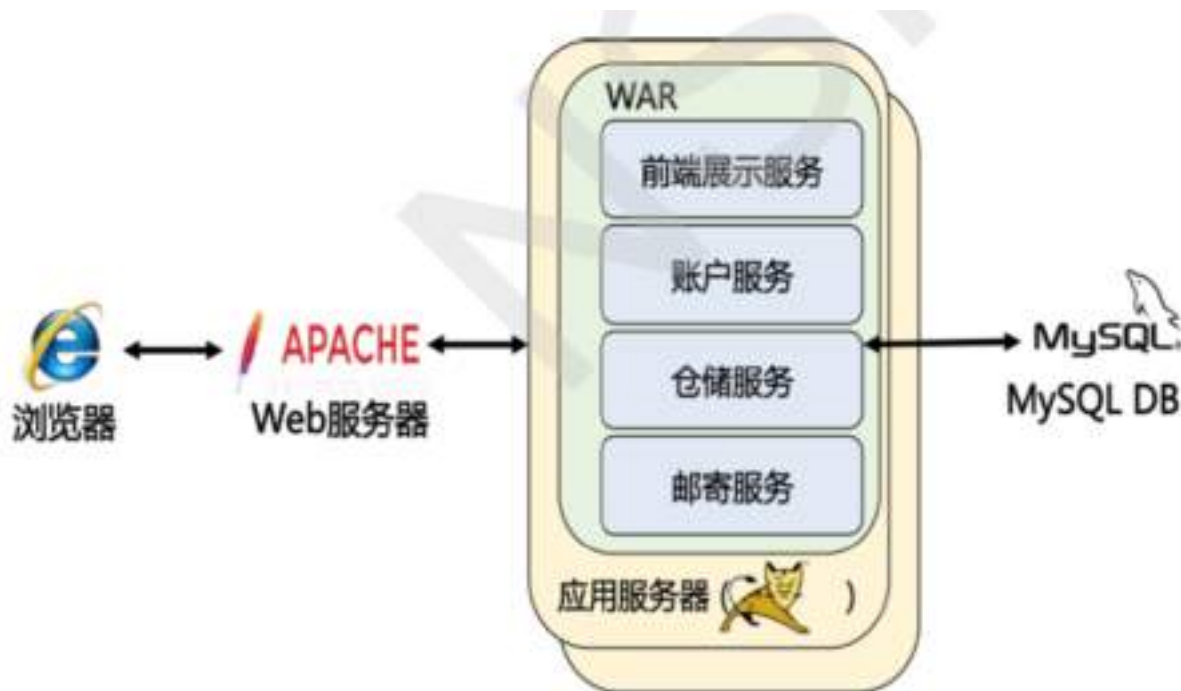 WAR
前端展示服务
账户服务
仓储服务
邮寄服务
应用服务器 ( )
浏览器
APACHE
Web服务器
MySQL
MySQL DB